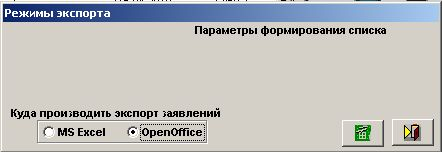 Режимы экспорта
Параметры формирования списка
Куда производить экспорт заявлений
MS Excel
OpenOffice